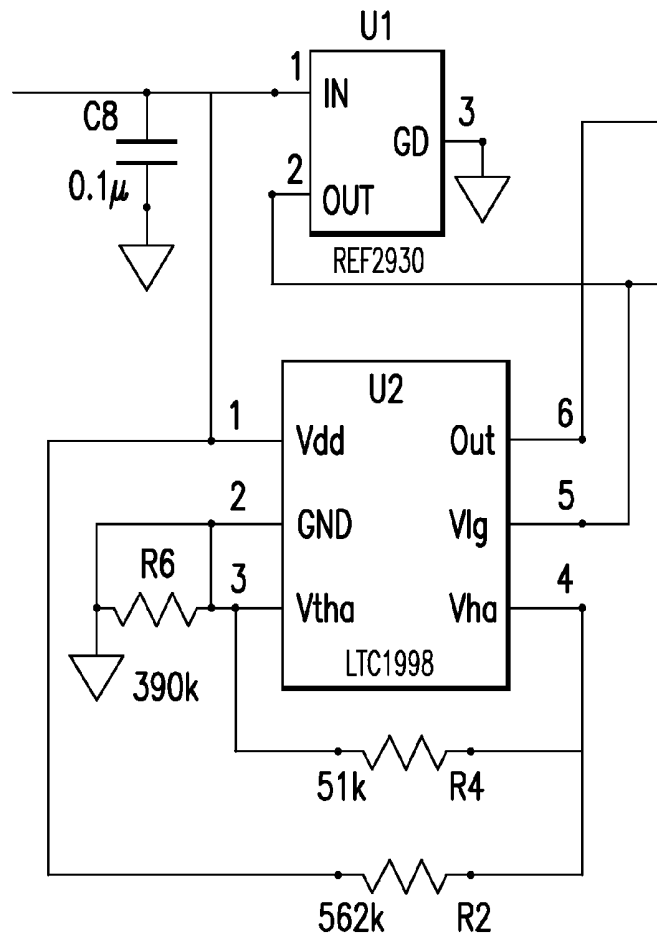 U1
1
IN
C8
3
GD
0.1μ
2
OUT
REF2930
U2
1
Vdd
Out
6
2
GND
Vlg
5
R6
3
Vtha
Vha
4
390k
LTC1998
51k
R4
562k
R2